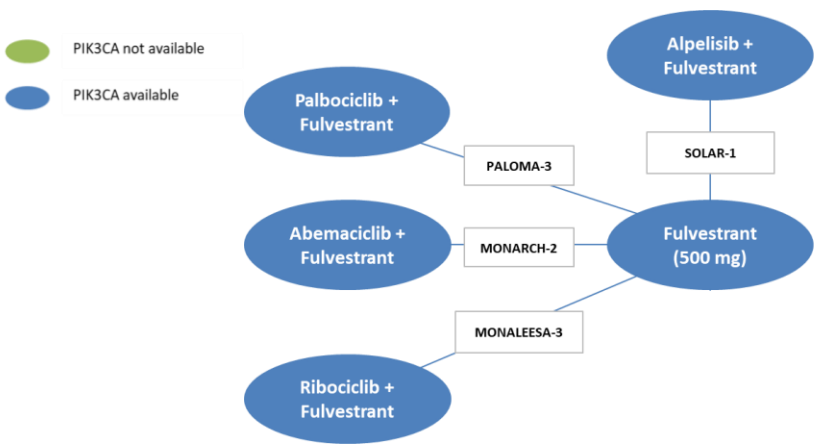 PIK3CA not available
PIK3CA available
Alpelisib +
Fulvestrant
Palbociclib +
Fulvestrant
SOLAR-1
PALOMA-3
Abemaciclib +
Fulvestrant
MONARCH-2
Fulvestrant
(500 mg)
MONALEESA-3
Ribociclib +
Fulvestrant